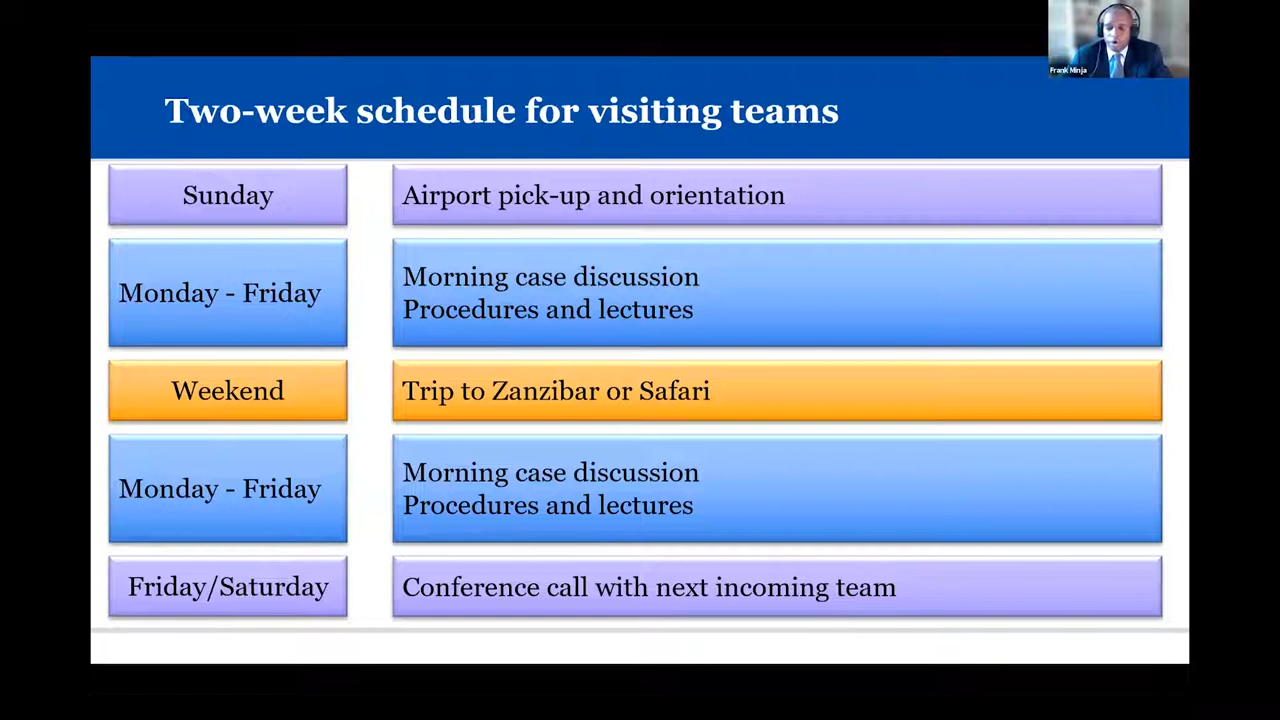 Frank Minja
Two-week schedule for visiting teams
Sunday
Airport pick-up and orientation
Monday - Friday
Morning case discussion
Procedures and lectures
Weekend
Trip to Zanzibar or Safari
Monday - Friday
Morning case discussion
Procedures and lectures
Friday/Saturday
Conference call with next incoming team